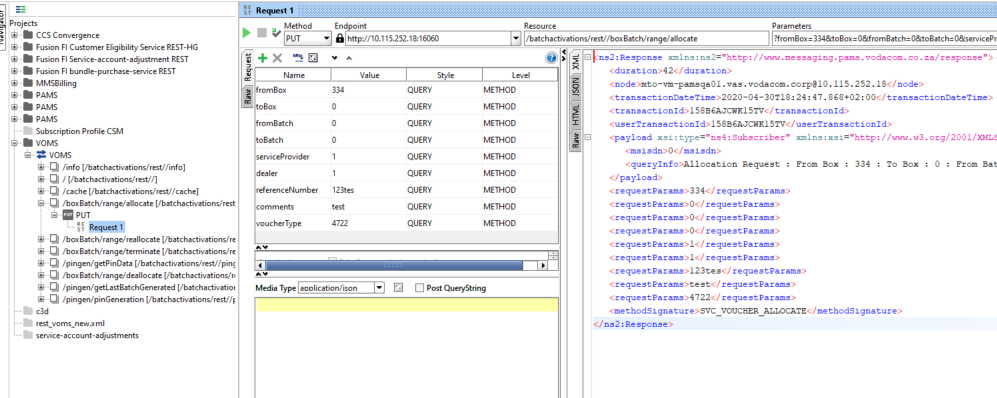 Navigator
Projects
CCS Convergence
Fusion FI Customer Eligibility Service REST-HG
Fusion FI Service-account-adjustment REST
Fusion FI bundle-purchase-service REST
MMSBilling
PAMS
PAMS
PAMS
Subscription Profile CSM
VOMS
VOMS
/info [/batchactivations/rest//info]
/ [/batchactivations/rest//]
/cache [/batchactivations/rest//cache]
/boxBatch/range/allocate [/batchactivations/rest
PUT PUT
REST Request 1
/boxBatch/range/reallocate [/batchactivations/re
/boxBatch/range/terminate [/batchactivations/re
/pingen/getPinData [/batchactivations/rest//ping
/boxBatch/range/deallocate [/batchactivations/r
/pingen/getLastBatchGenerated [/batchactivation
/pingen/pinGeneration [/batchactivations/rest//p
c3d
rest_voms_new.xml
service-account-adjustments
REST Request 1
Method Endpoint Resource Parameters
PUT http://10.115.252.18:16060 /batchactivations/rest//boxBatch/range/allocate ?fromBox=334&toBox=0&fromBatch=0&toBatch=0&servicePr
Request
Raw
Name Value Style Level
fromBox 334 QUERY METHOD
toBox 0 QUERY METHOD
fromBatch 0 QUERY METHOD
toBatch 0 QUERY METHOD
serviceProvider 1 QUERY METHOD
dealer 1 QUERY METHOD
referenceNumber 123tes QUERY METHOD
comments test QUERY METHOD
voucherType 4722 QUERY METHOD
Media Type application/json Post QueryString
XML
JSON
HTML
Raw
<ns2:Response xmlns:ns2="http://www.messaging.pams.vodacom.co.za/response">
<duration>42</duration>
<node>mto-vm-pamsqa01.vas.vodacom.corp@10.115.252.18</node>
<transactionDateTime>2020-04-30T18:24:47.868+02:00</transactionDateTime>
<transactionId>158B6AJCWK15TV</transactionId>
<userTransactionId>158B6AJCWK15TV</userTransactionId>
<payload xsi:type="ns4:Subscriber" xmlns:xsi="http://www.w3.org/2001/XMLS
<msisdn>0</msisdn>
<queryInfo>Allocation Request : From Box : 334 : To Box : 0 : From Bat
</payload>
<requestParams>334</requestParams>
<requestParams>0</requestParams>
<requestParams>0</requestParams>
<requestParams>0</requestParams>
<requestParams>1</requestParams>
<requestParams>1</requestParams>
<requestParams>123tes</requestParams>
<requestParams>test</requestParams>
<requestParams>4722</requestParams>
<methodSignature>SVC_VOUCHER_ALLOCATE</methodSignature>
</ns2:Response>